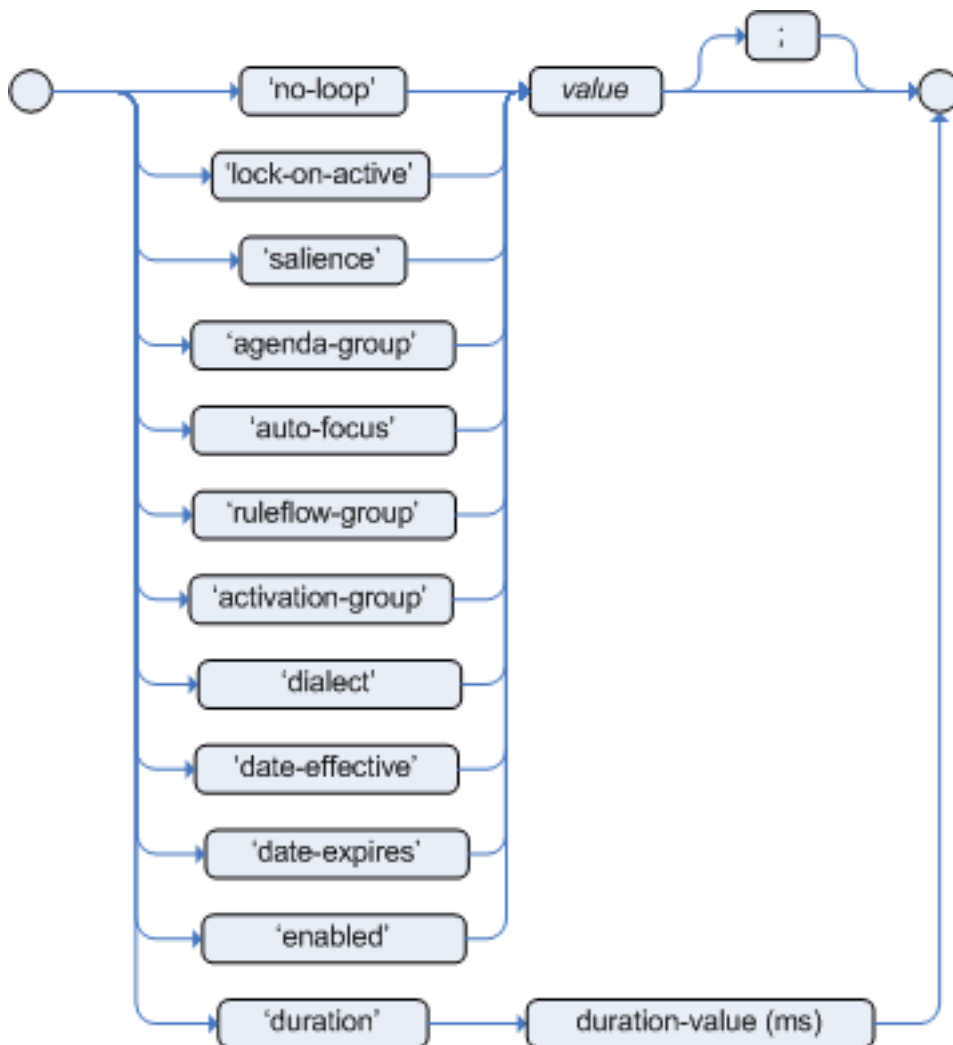 ;
‘no-loop’ value
‘lock-on-active’
‘salience’
‘agenda-group’
‘auto-focus’
‘ruleflow-group’
‘activation-group’
‘dialect’
‘date-effective’
‘date-expires’
‘enabled’
‘duration’ duration-value (ms)